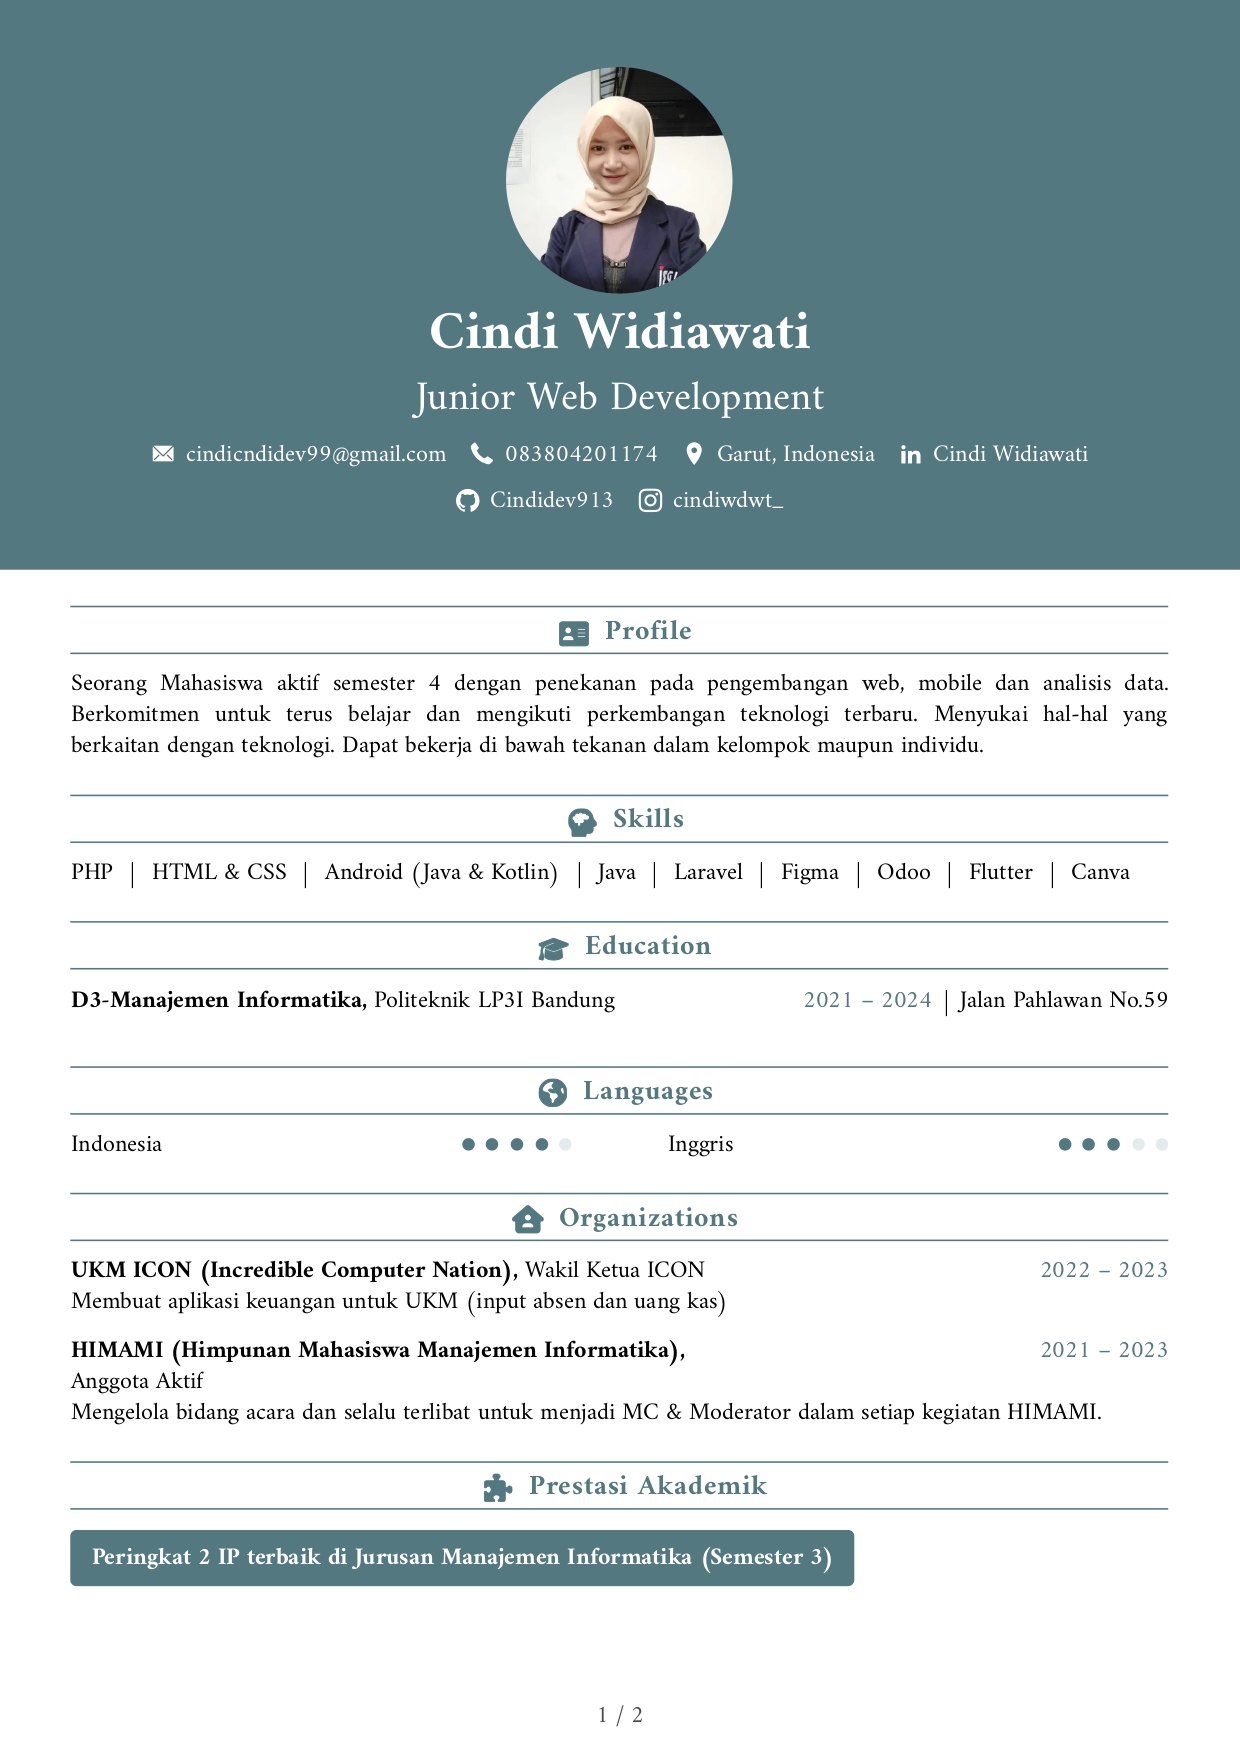 Cindi Widiawati
Junior Web Development
cindicndidev99@gmail.com 083804201174 Garut, Indonesia Cindi Widiawati
Cindidev913 cindiwdwt_
Profile
Seorang Mahasiswa aktif semester 4 dengan penekanan pada pengembangan web, mobile dan analisis data.
Berkomitmen untuk terus belajar dan mengikuti perkembangan teknologi terbaru. Menyukai hal-hal yang
berkaitan dengan teknologi. Dapat bekerja di bawah tekanan dalam kelompok maupun individu.
Skills
PHP | HTML & CSS | Android (Java & Kotlin) | Java | Laravel | Figma | Odoo | Flutter | Canva
Education
D3-Manajemen Informatika, Politeknik LP3I Bandung 2021 – 2024 | Jalan Pahlawan No.59
Languages
Indonesia Inggris
Organizations
UKM ICON (Incredible Computer Nation), Wakil Ketua ICON 2022 – 2023
Membuat aplikasi keuangan untuk UKM (input absen dan uang kas)
HIMAMI (Himpunan Mahasiswa Manajemen Informatika), 2021 – 2023
Anggota Aktif
Mengelola bidang acara dan selalu terlibat untuk menjadi MC & Moderator dalam setiap kegiatan HIMAMI.
Prestasi Akademik
Peringkat 2 IP terbaik di Jurusan Manajemen Informatika (Semester 3)
1 / 2